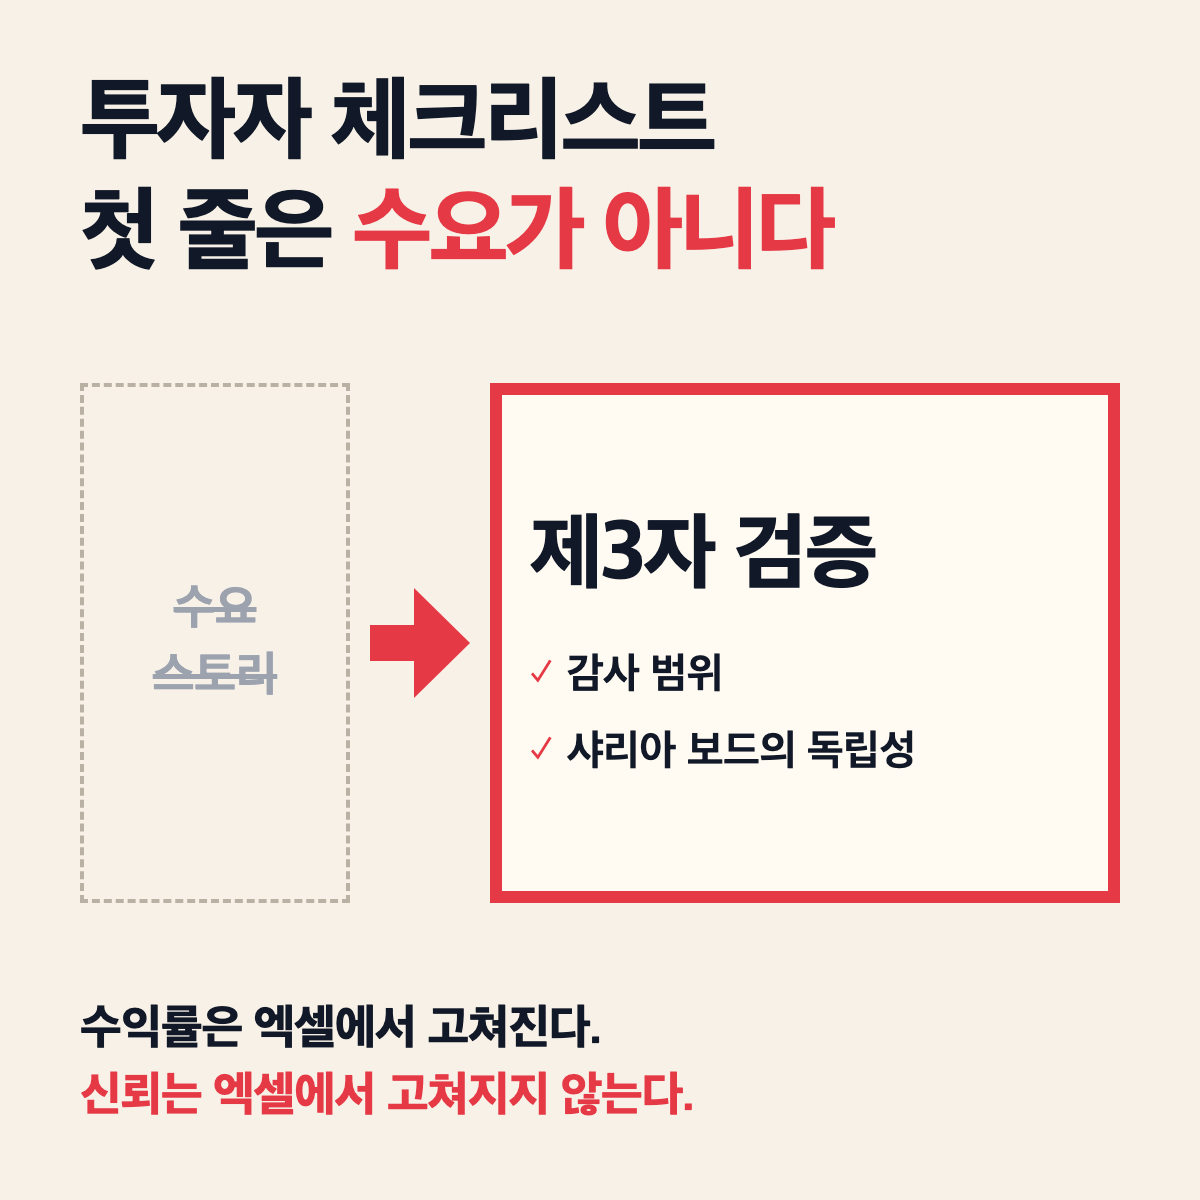 투자자 체크리스트
첫 줄은 수요가 아니다
수요
스토리
제3자 검증
✓ 감사 범위
✓ 샤리아 보드의 독립성
수익률은 엑셀에서 고쳐진다.
신뢰는 엑셀에서 고쳐지지 않는다.